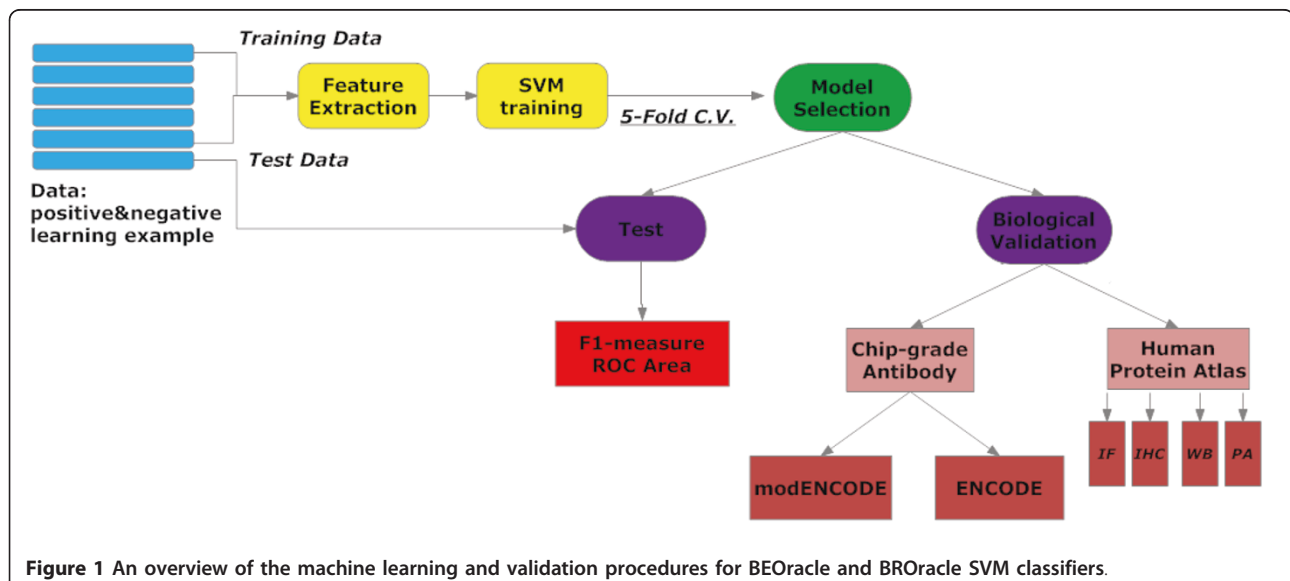 Training Data
Feature
Extraction
SVM
training
5-Fold C.V.
Model
Selection
Test Data
Data:
positive&negative
learning example
Test
Biological
Validation
F1-measure
ROC Area
Chip-grade
Antibody
Human
Protein Atlas
IF
IHC
WB
PA
modENCODE
ENCODE
Figure 1 An overview of the machine learning and validation procedures for BEOracle and BROracle SVM classifiers.